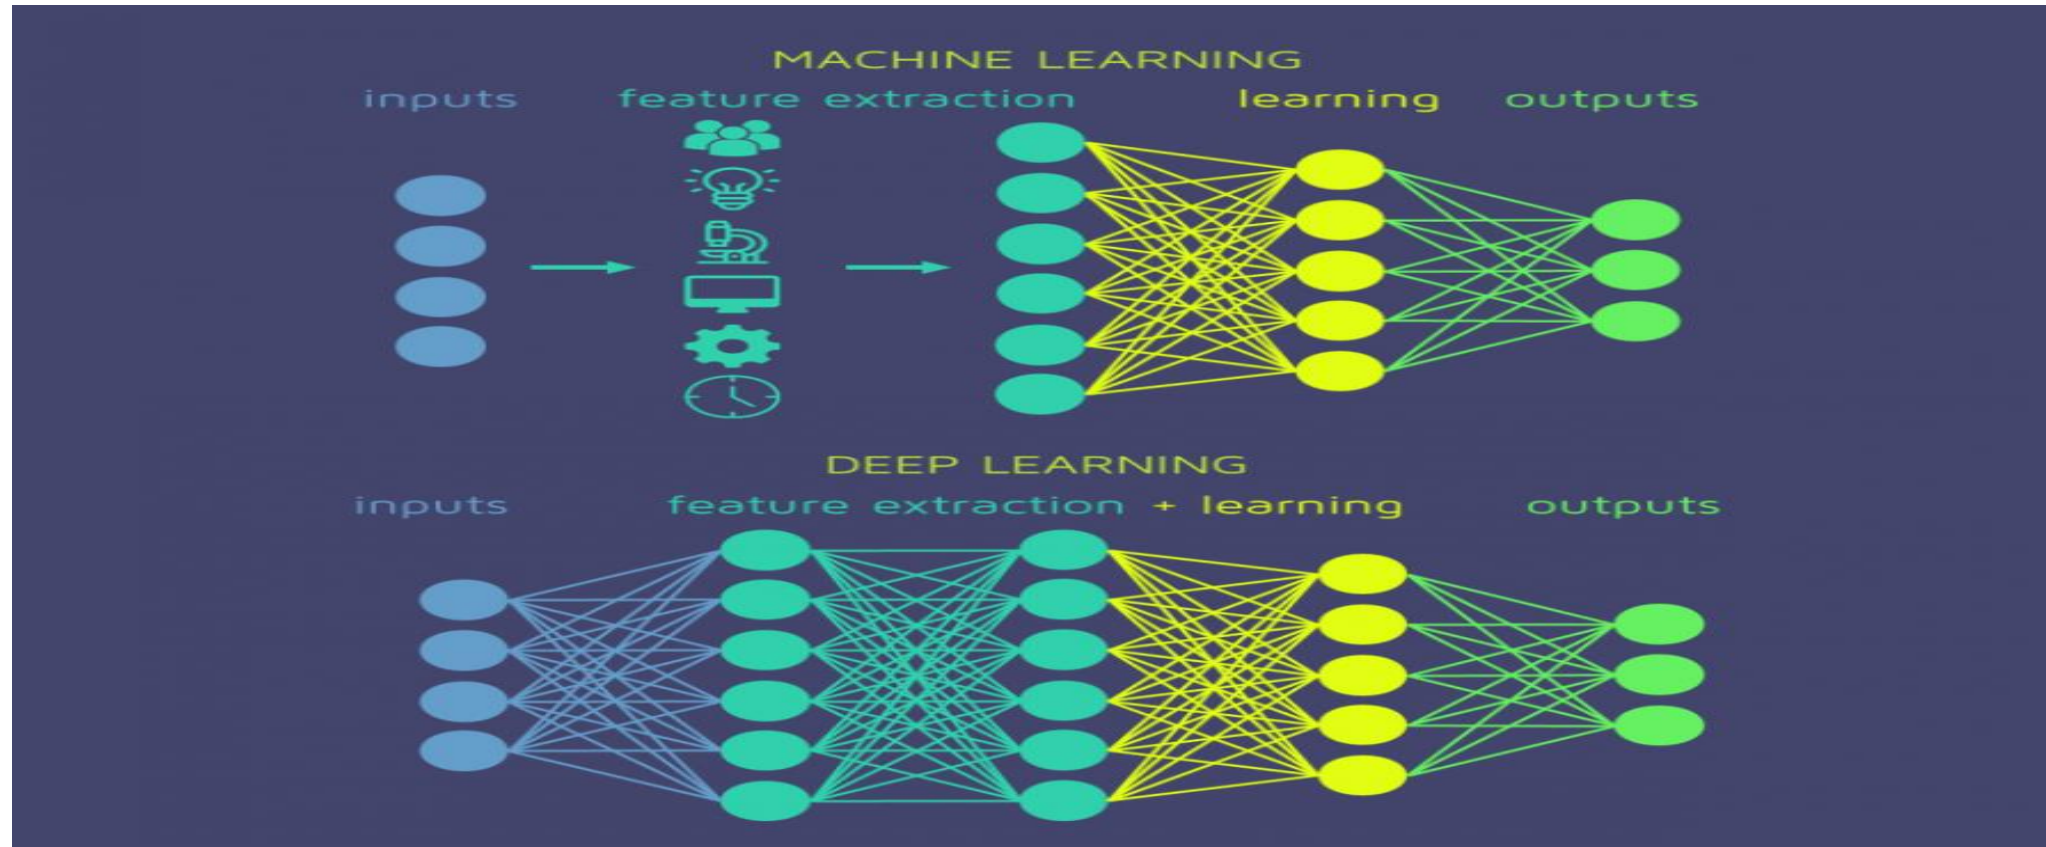 MACHINE LEARNING
inputs feature extraction learning outputs
DEEP LEARNING
inputs feature extraction + learning outputs